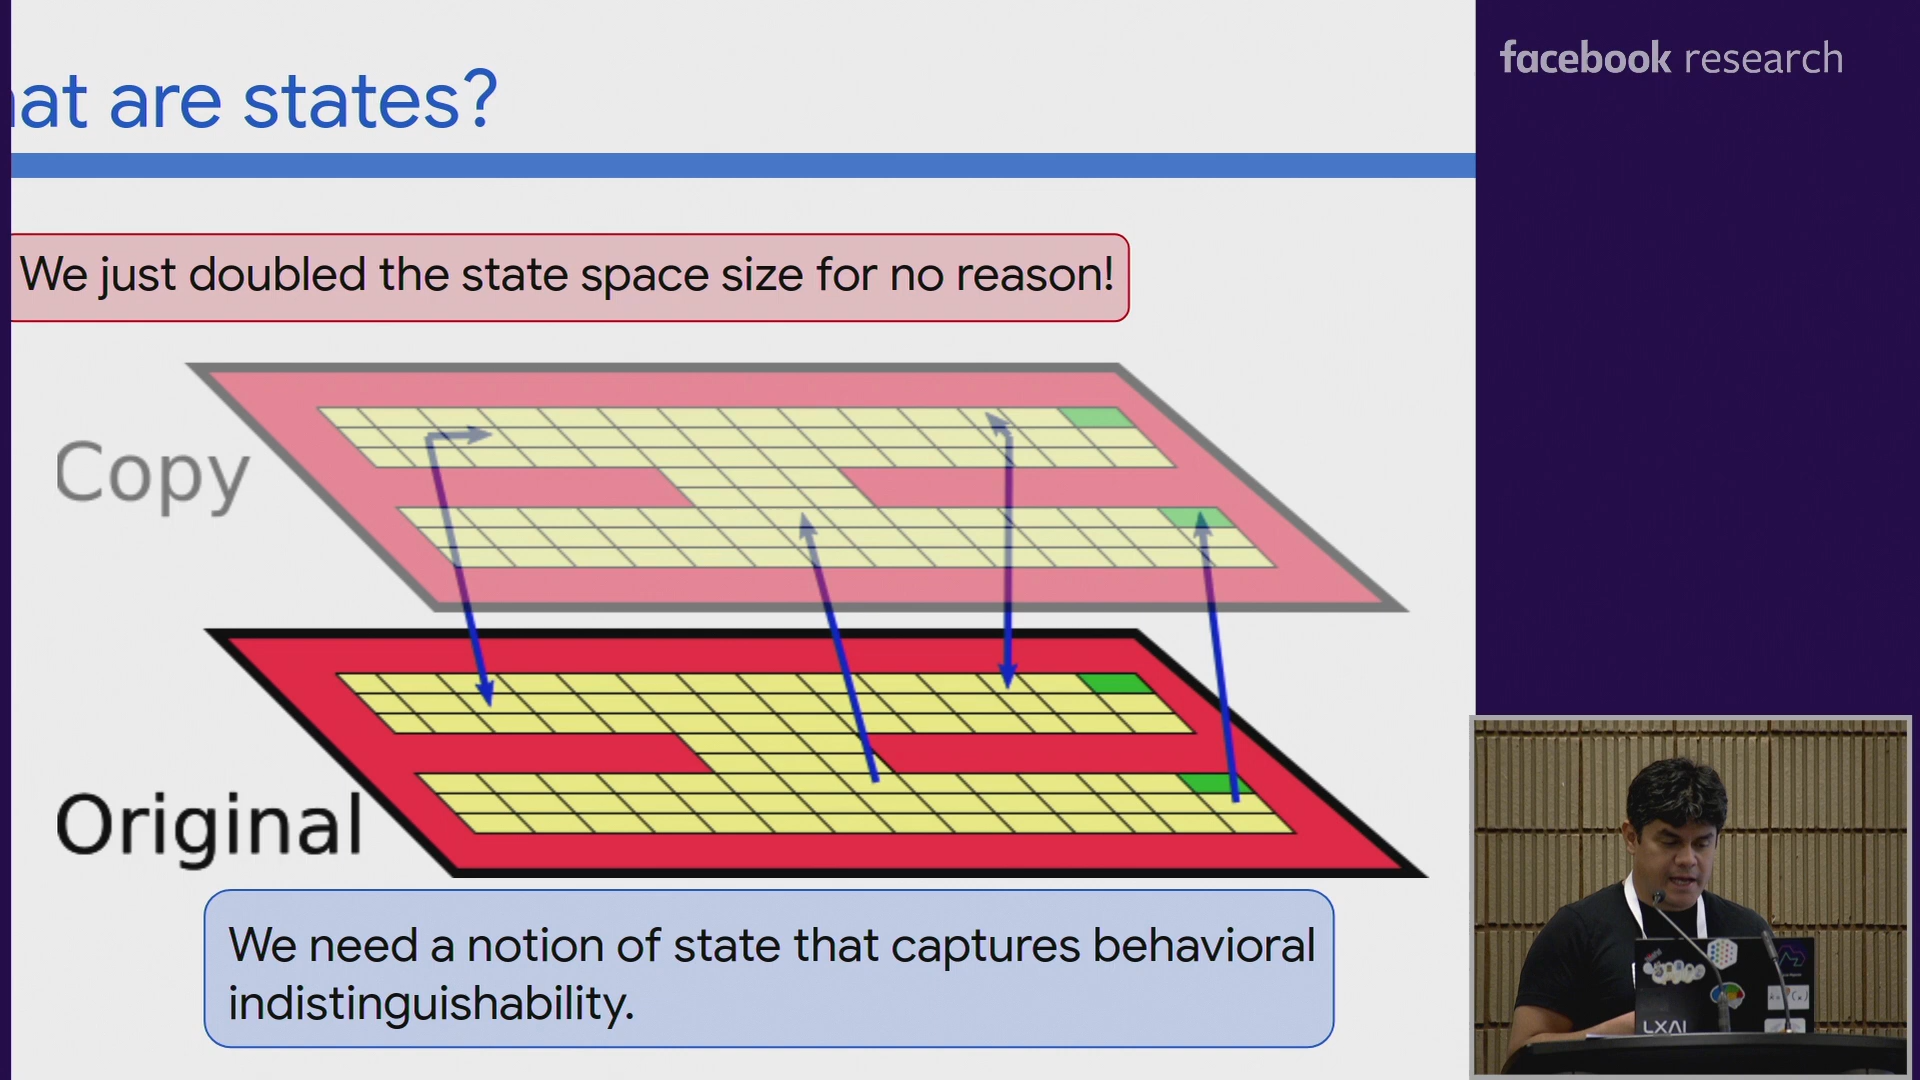 at are states?
facebook research
We just doubled the state space size for no reason!
Copy
Original
We need a notion of state that captures behavioral
indistinguishability.
LXAI